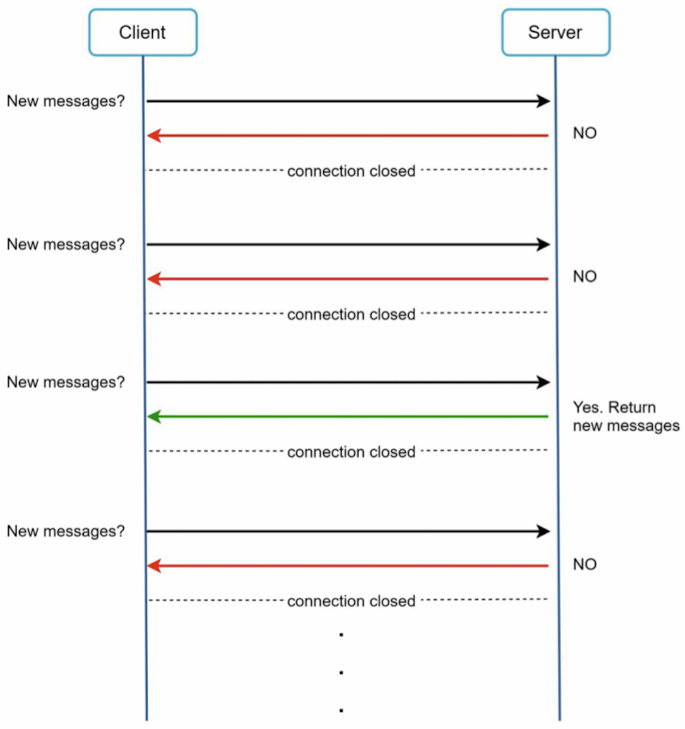 Client
Server
New messages?
NO
connection closed
New messages?
NO
connection closed
New messages?
Yes. Return
new messages
connection closed
New messages?
NO
connection closed